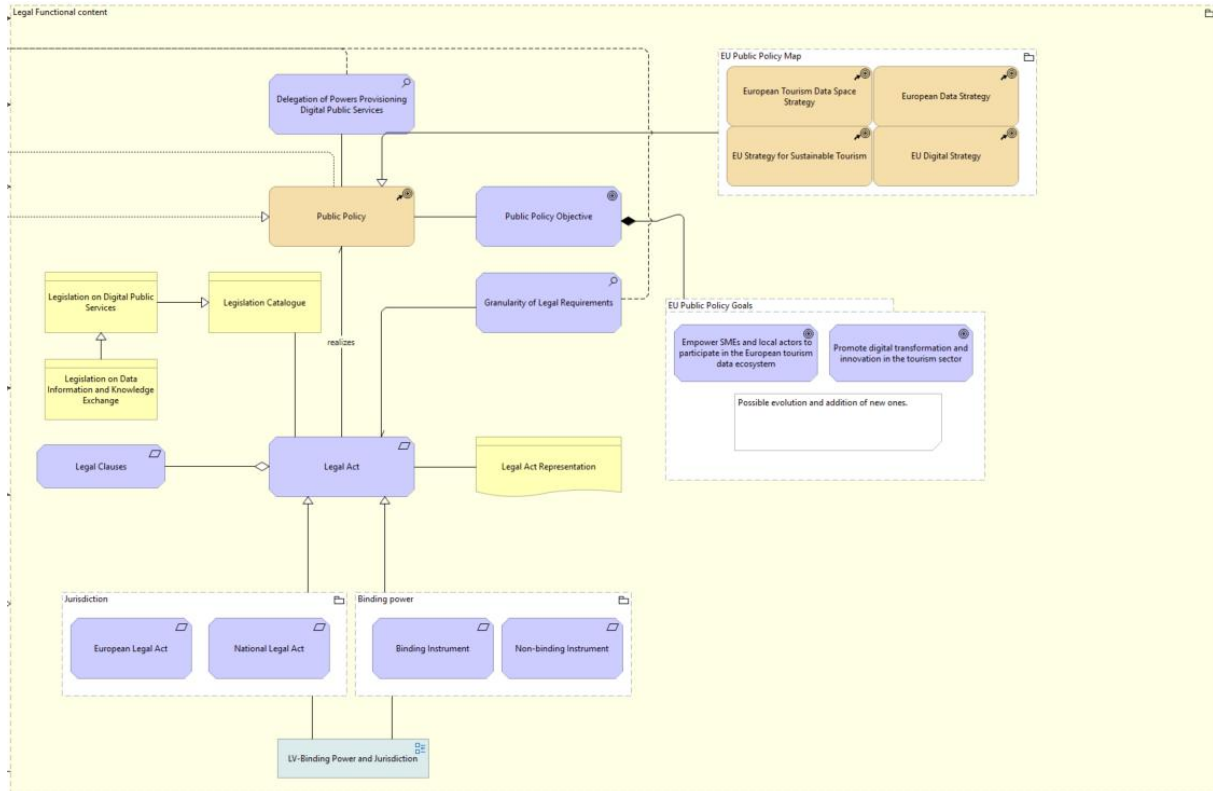 Legal Functional content
Delegation of Powers Provisioning
Digital Public Services
EU Public Policy Map
European Tourism Data Space
Strategy
European Data Strategy
EU Strategy for Sustainable Tourism
EU Digital Strategy
Public Policy
Public Policy Objective
Legislation on Digital Public
Services
Legislation Catalogue
Granularity of Legal Requirements
realizes
Legislation on Data
Information and Knowledge
Exchange
EU Public Policy Goals
Empower SMEs and local actors to
participate in the European tourism
data ecosystem
Promote digital transformation and
innovation in the tourism sector
Possible evolution and addition of new ones.
Legal Clauses
Legal Act
Legal Act Representation
Jurisdiction
European Legal Act
National Legal Act
Binding power
Binding Instrument
Non-binding Instrument
LV-Binding Power and Jurisdiction